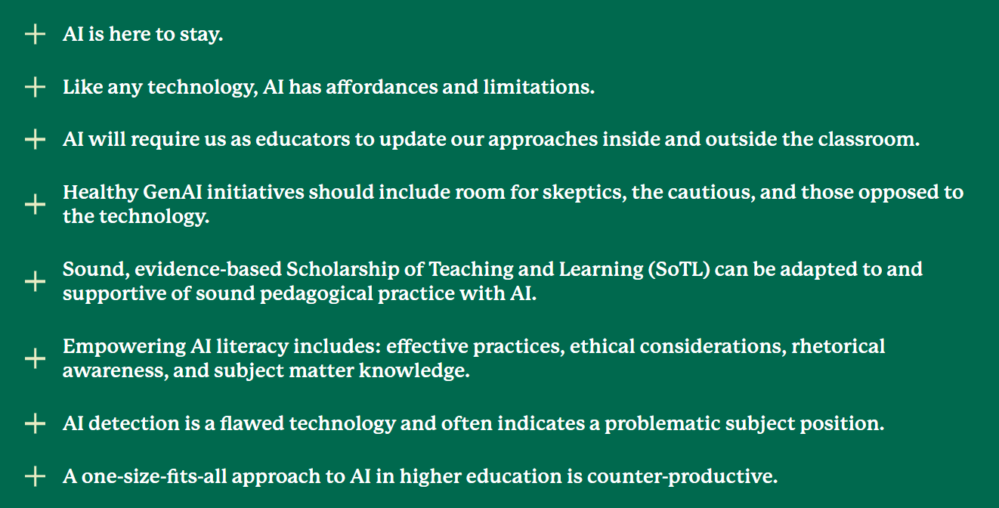 AI is here to stay.
Like any technology, AI has affordances and limitations.
AI will require us as educators to update our approaches inside and outside the classroom.
Healthy GenAI initiatives should include room for skeptics, the cautious, and those opposed to
the technology.
Sound, evidence-based Scholarship of Teaching and Learning (SoTL) can be adapted to and
supportive of sound pedagogical practice with AI.
Empowering AI literacy includes: effective practices, ethical considerations, rhetorical
awareness, and subject matter knowledge.
AI detection is a flawed technology and often indicates a problematic subject position.
A one-size-fits-all approach to AI in higher education is counter-productive.